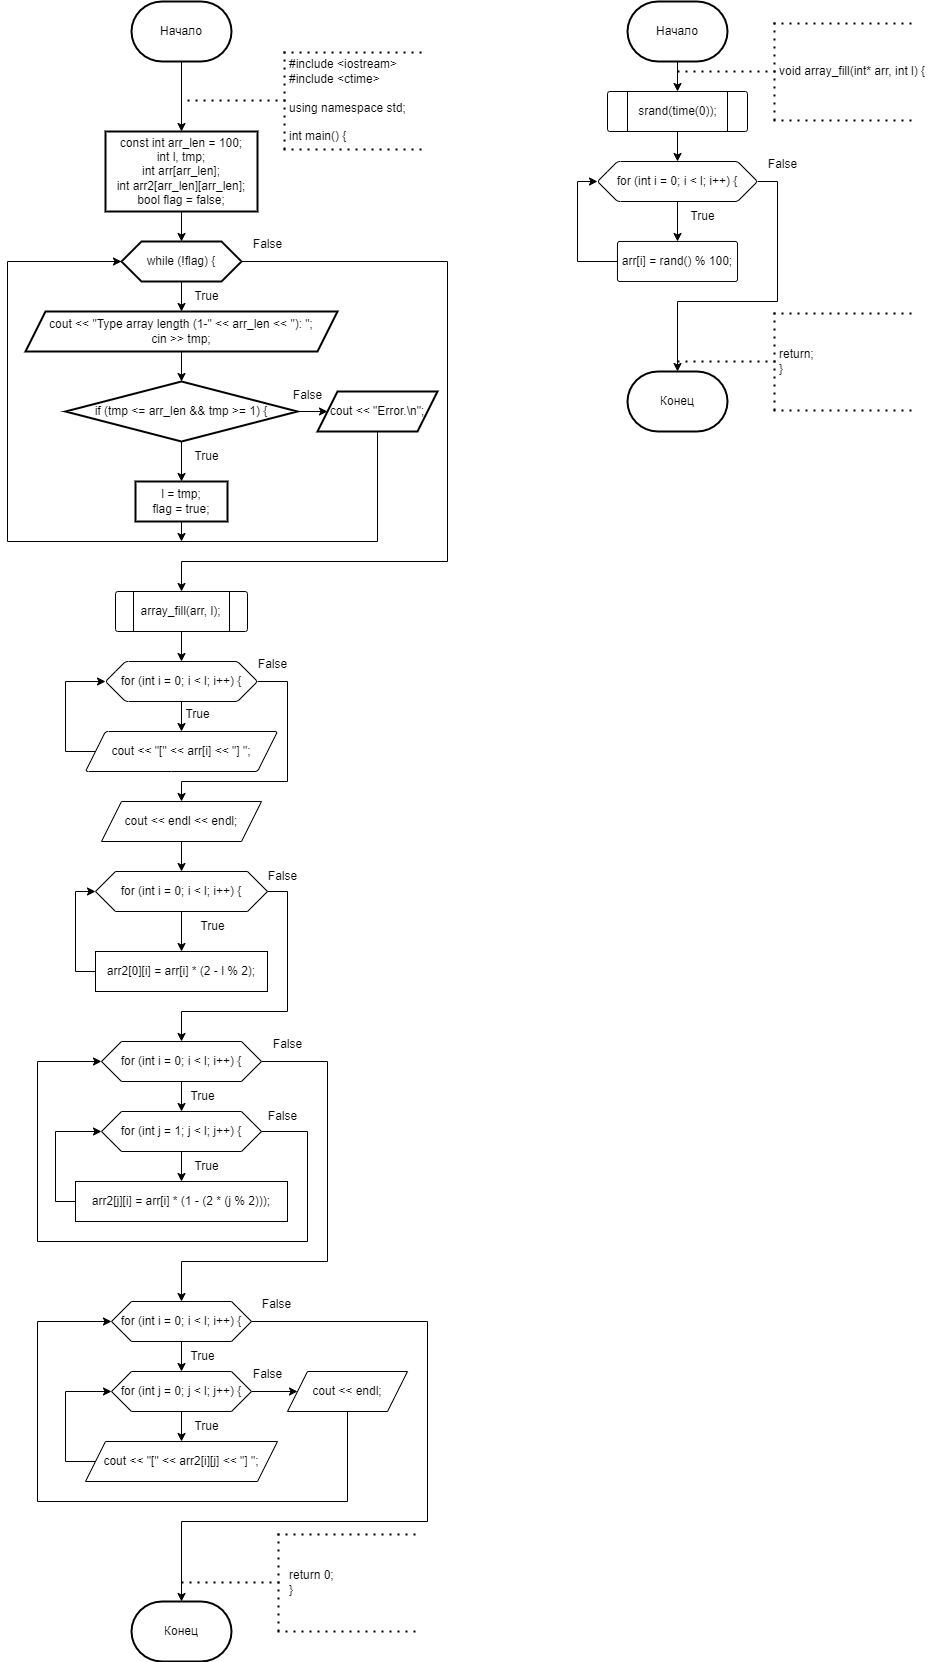 Начало
#include <iostream>
#include <ctime>
using namespace std;
int main() {
const int arr_len = 100;
int l, tmp;
int arr[arr_len];
int arr2[arr_len][arr_len];
bool flag = false;
while (!flag) {
False
True
cout << "Type array length (1-" << arr_len << "): ";
cin >> tmp;
if (tmp <= arr_len && tmp >= 1) {
False
cout << "Error.\n";
True
l = tmp;
flag = true;
array_fill(arr, l);
for (int i = 0; i < l; i++) {
False
True
cout << "[" << arr[i] << "] ";
cout << endl << endl;
for (int i = 0; i < l; i++) {
False
True
arr2[0][i] = arr[i] * (2 - l % 2);
for (int i = 0; i < l; i++) {
False
True
for (int j = 1; j < l; j++) {
False
True
arr2[j][i] = arr[i] * (1 - (2 * (j % 2)));
for (int i = 0; i < l; i++) {
False
True
for (int j = 0; j < l; j++) {
False
cout << endl;
True
cout << "[" << arr2[i][j] << "] ";
return 0;
}
Конец
Начало
void array_fill(int* arr, int l) {
srand(time(0));
for (int i = 0; i < l; i++) {
False
True
arr[i] = rand() % 100;
return;
}
Конец